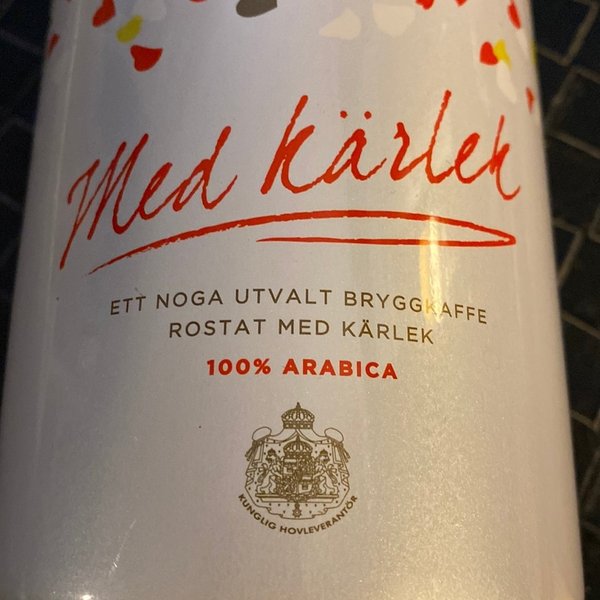 Med kärlek
ETT NOGA UTVALT BRYGGKAFFE
ROSTAT MED KÄRLEK
100% ARABICA
KUNGLIG HOVLEVERANTÖR